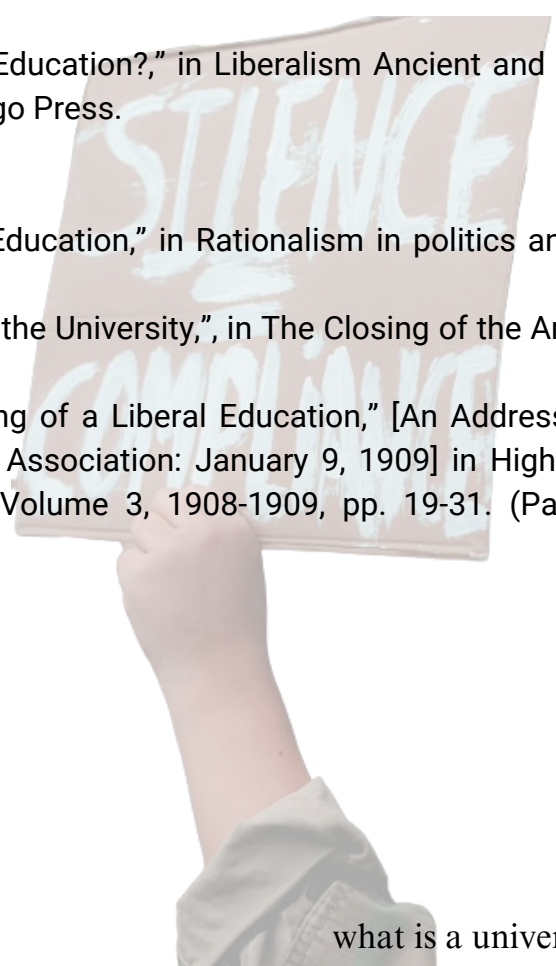 Education?,” in Liberalism Ancient and
go Press.
Education,” in Rationalism in politics an
the University,”, in The Closing of the Ar
ng of a Liberal Education,” [An Address
Association: January 9, 1909] in High
Volume 3, 1908-1909, pp. 19-31. (Pa
SILENCE
IS
COMPLiANCE
what is a univer